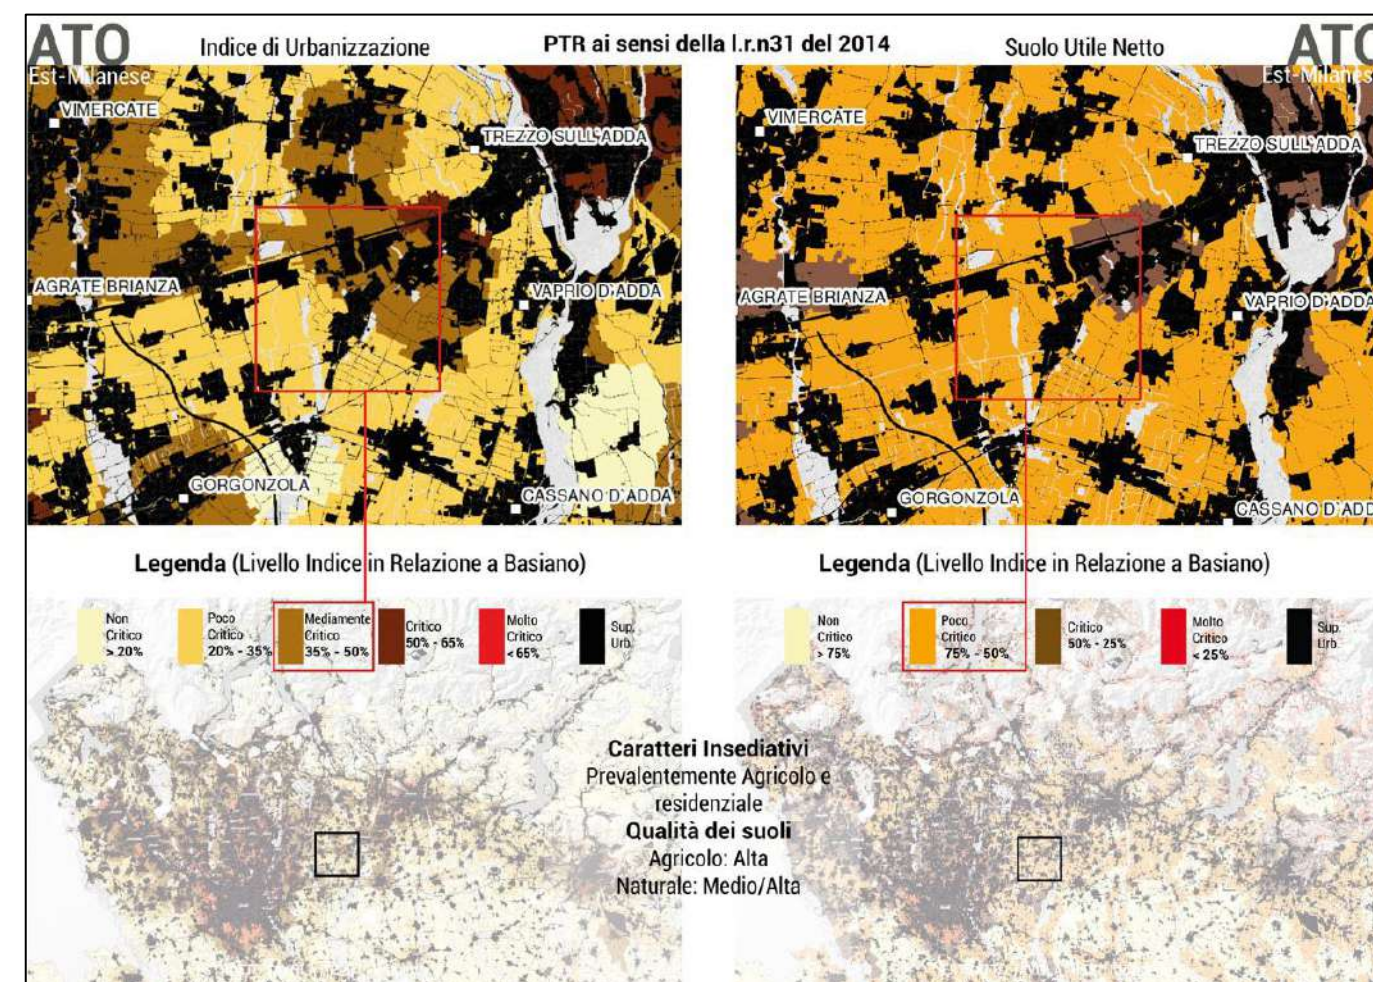 ATO
Est-Milanese
Indice di Urbanizzazione
PTR ai sensi della l.r.n31 del 2014
Suolo Utile Netto
ATO
Est-Milanese
VIMERCATE
TREZZO SULL'ADDA
AGRATE BRIANZA
VAPRIO D'ADDA
GORGONZOLA
CASSANO D'ADDA
VIMERCATE
TREZZO SULL'ADDA
AGRATE BRIANZA
VAPRIO D'ADDA
GORGONZOLA
CASSANO D'ADD
Legenda (Livello Indice in Relazione a Basiano)
Non
Critico
> 20%
Poco
Critico
20% - 35%
Mediamente
Critico
35% - 50%
Critico
50% - 65%
Molto
Critico
< 65%
Sup.
Urb.
Legenda (Livello Indice in Relazione a Basiano)
Non
Critico
> 75%
Poco
Critico
75% - 50%
Critico
50% - 25%
Molto
Critico
< 25%
Sup.
Urb.
Caratteri Insediativi
Prevalentemente Agricolo e
residenziale
Qualità dei suoli
Agricolo: Alta
Naturale: Medio/Alta